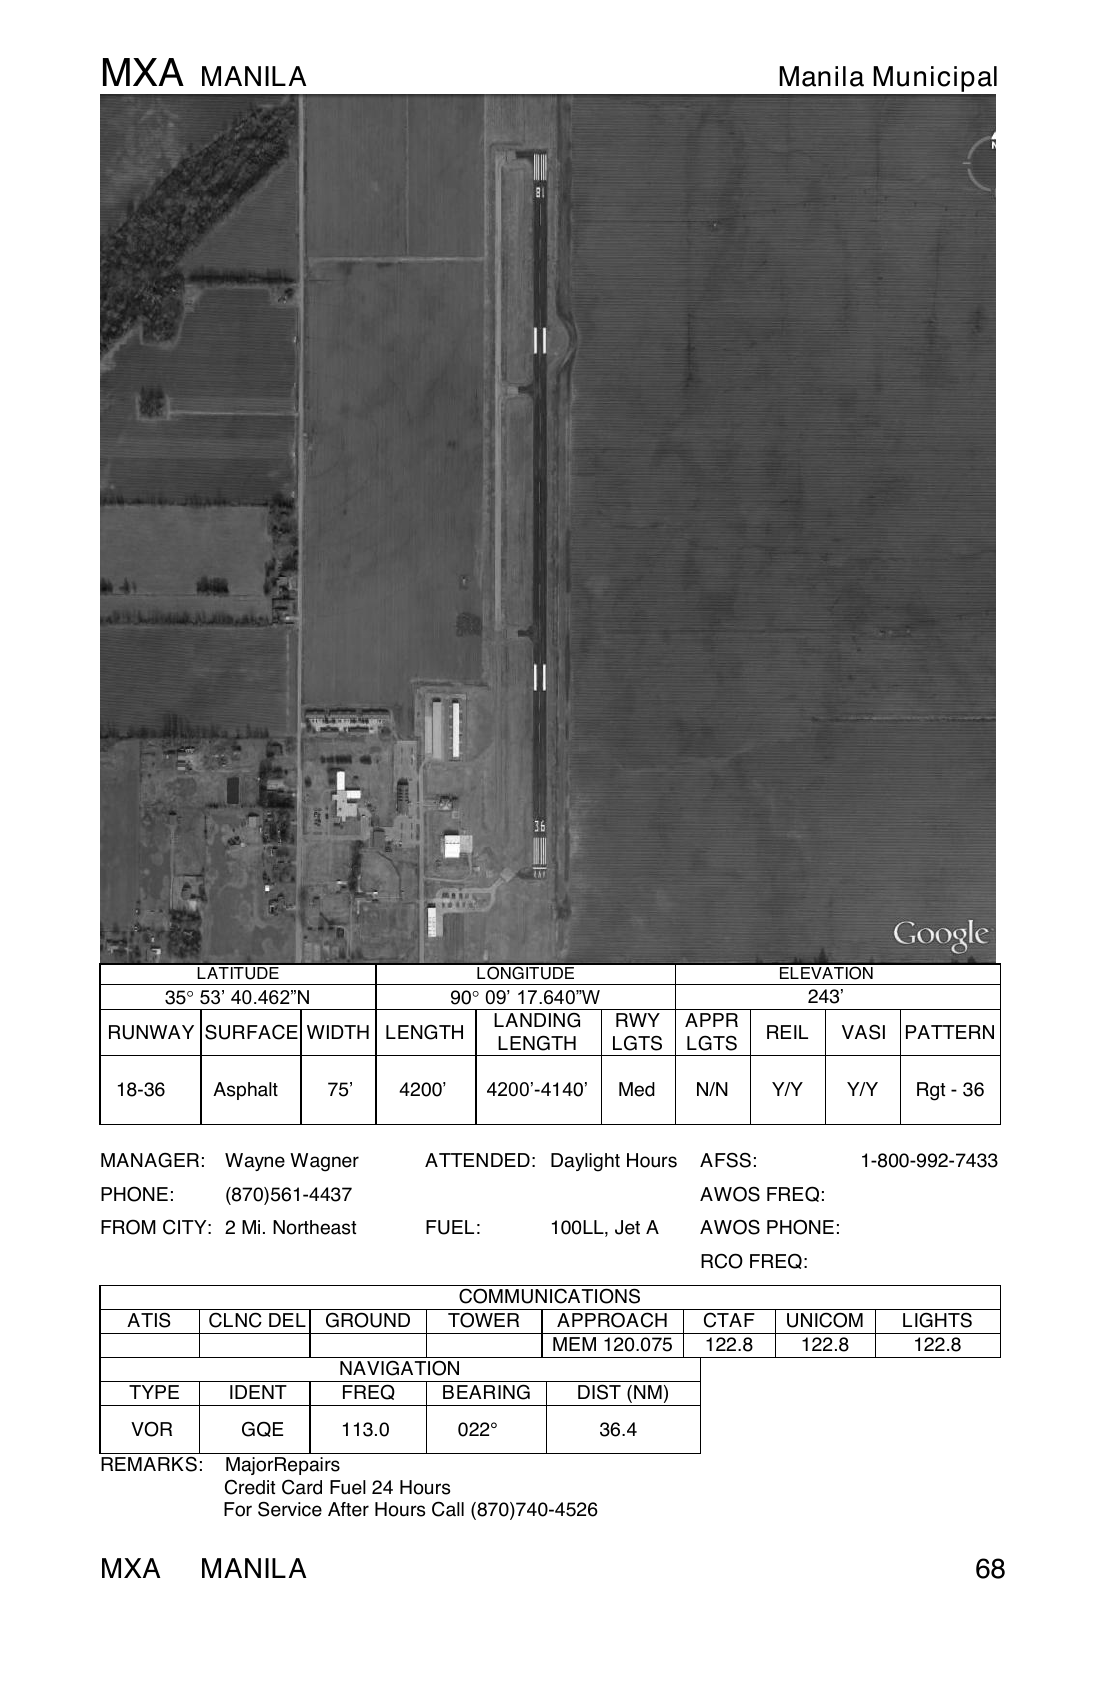 MXA MANILA Manila Municipal
N
18
36
Google
LATITUDE LONGITUDE ELEVATION
35° 53’ 40.462”N 90° 09’ 17.640”W 243’
RUNWAY SURFACE WIDTH LENGTH LANDING LENGTH RWY LGTS APPR LGTS REIL VASI PATTERN
18-36 Asphalt 75’ 4200’ 4200’-4140’ Med N/N Y/Y Y/Y Rgt - 36
MANAGER: Wayne Wagner ATTENDED: Daylight Hours AFSS: 1-800-992-7433
PHONE: (870)561-4437 AWOS FREQ:
FROM CITY: 2 Mi. Northeast FUEL: 100LL, Jet A AWOS PHONE:
RCO FREQ:
COMMUNICATIONS
ATIS CLNC DEL GROUND TOWER APPROACH CTAF UNICOM LIGHTS
MEM 120.075 122.8 122.8 122.8
NAVIGATION
TYPE IDENT FREQ BEARING DIST (NM)
VOR GQE 113.0 022° 36.4
REMARKS: MajorRepairs
Credit Card Fuel 24 Hours
For Service After Hours Call (870)740-4526
MXA MANILA 68